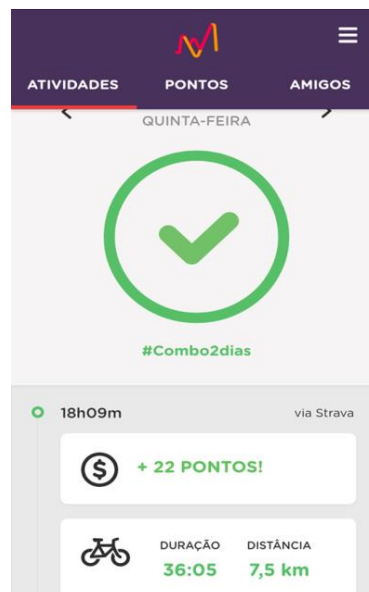 ATIVIDADES PONTOS AMIGOS
QUINTA-FEIRA
#Combo2dias
18h09m via Strava
$ + 22 PONTOS!
DURAÇÃO DISTÂNCIA
36:05 7,5 km